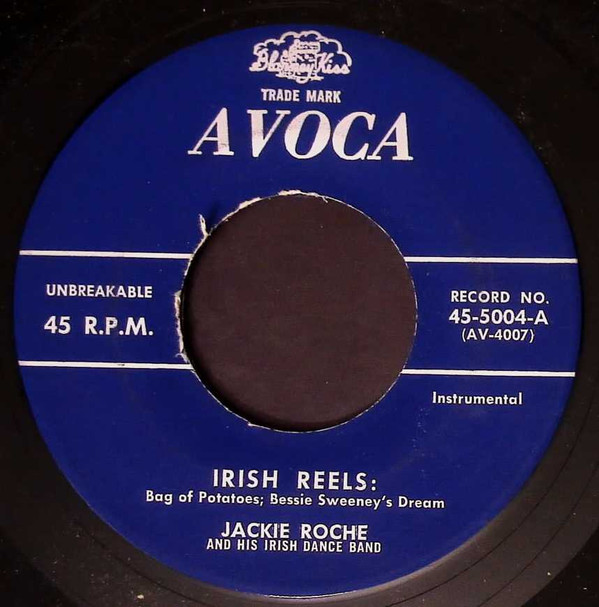 Blarney Kiss
TRADE MARK
AVOCA
UNBREAKABLE
45 R.P.M.
RECORD NO.
45-5004-A
(AV-4007)
Instrumental
IRISH REELS:
Bag of Potatoes; Bessie Sweeney's Dream
JACKIE ROCHE
AND HIS IRISH DANCE BAND